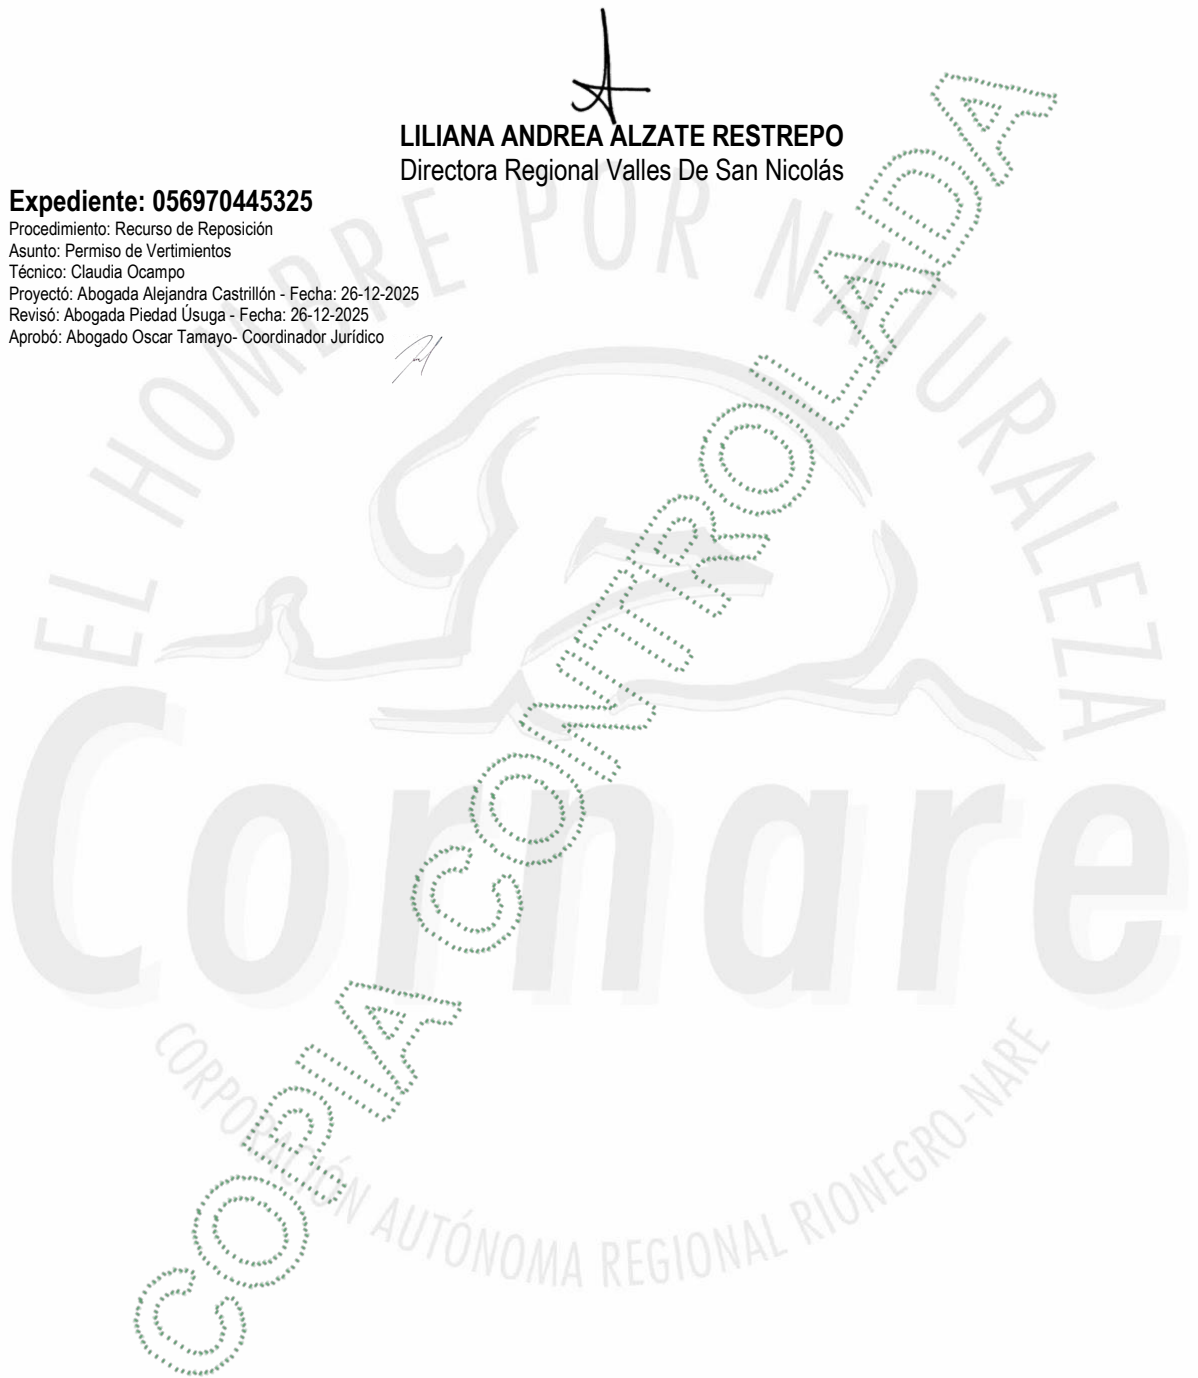 LILIANA ANDREA ALZATE RESTREPO
Directora Regional Valles De San Nicolás
Expediente: 056970445325
Procedimiento: Recurso de Reposición
Asunto: Permiso de Vertimientos
Técnico: Claudia Ocampo
Proyectó: Abogada Alejandra Castrillón - Fecha: 26-12-2025
Revisó: Abogada Piedad Úsuga - Fecha: 26-12-2025
Aprobó: Abogado Oscar Tamayo- Coordinador Jurídico
EL HOMBRE POR NATURALEZA
Cornare
CORPORACIÓN AUTÓNOMA REGIONAL RIONEGRO-NARE
COPIA CONTROLADA